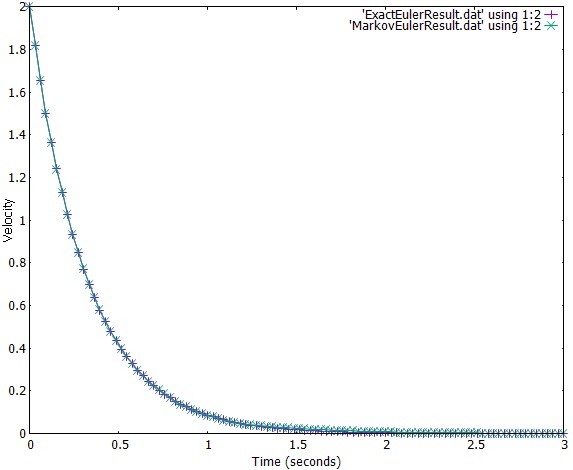 'ExactEulerResult.dat' using 1:2
'MarkovEulerResult.dat' using 1:2
2
1.8
1.6
1.4
1.2
1
0.8
0.6
0.4
0.2
0
Velocity
0 0.5 1 1.5 2 2.5 3
Time (seconds)